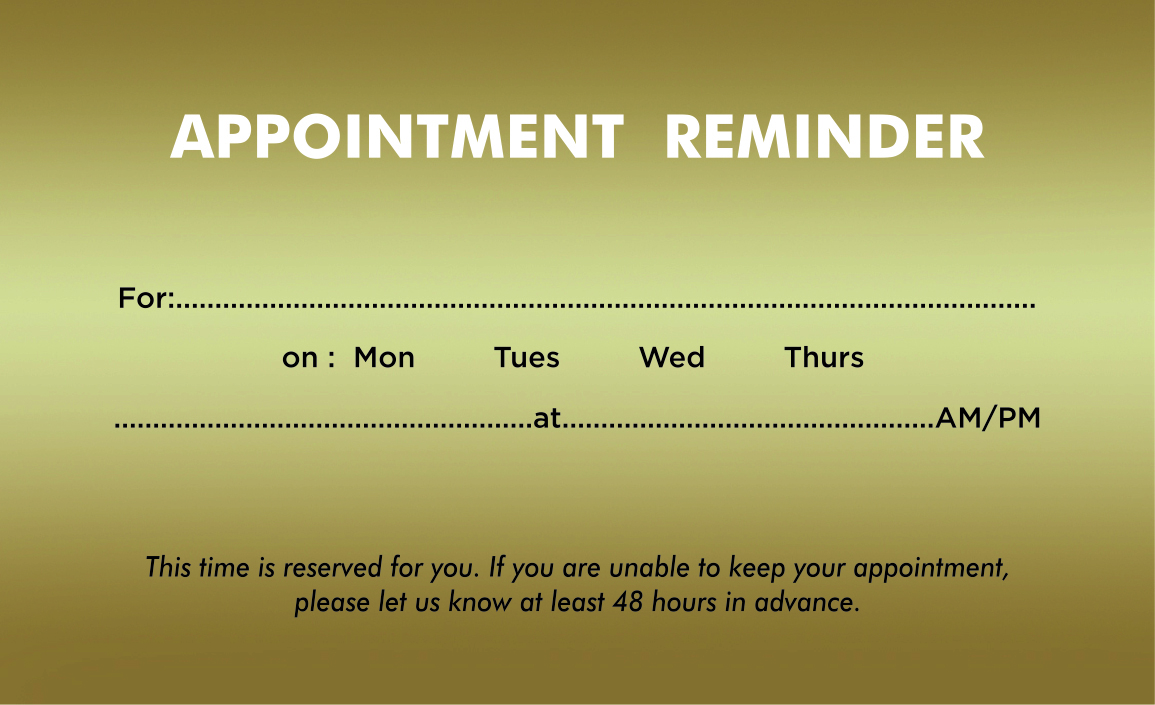 APPOINTMENT REMINDER
For:..............................................................................................................
on : Mon Tues Wed Thurs
......................................................at................................................AM/PM
This time is reserved for you. If you are unable to keep your appointment,
please let us know at least 48 hours in advance.